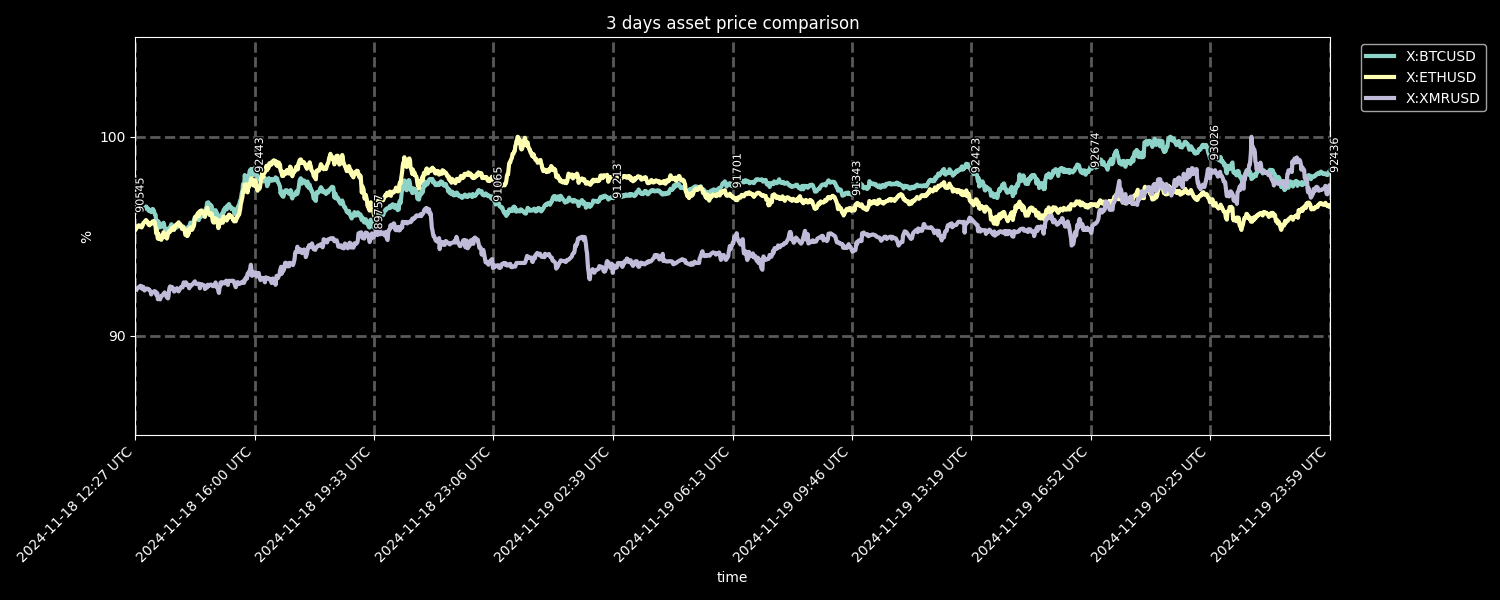 3 days asset price comparison
X:BTCUSD
X:ETHUSD
X:XMRUSD
100
90
%
90545
92443
89757
91065
91213
91701
91343
92423
92674
93026
92436
2024-11-18 12:27 UTC
2024-11-18 16:00 UTC
2024-11-18 19:33 UTC
2024-11-18 23:06 UTC
2024-11-19 02:39 UTC
2024-11-19 06:13 UTC
2024-11-19 09:46 UTC
2024-11-19 13:19 UTC
2024-11-19 16:52 UTC
2024-11-19 20:25 UTC
2024-11-19 23:59 UTC
time